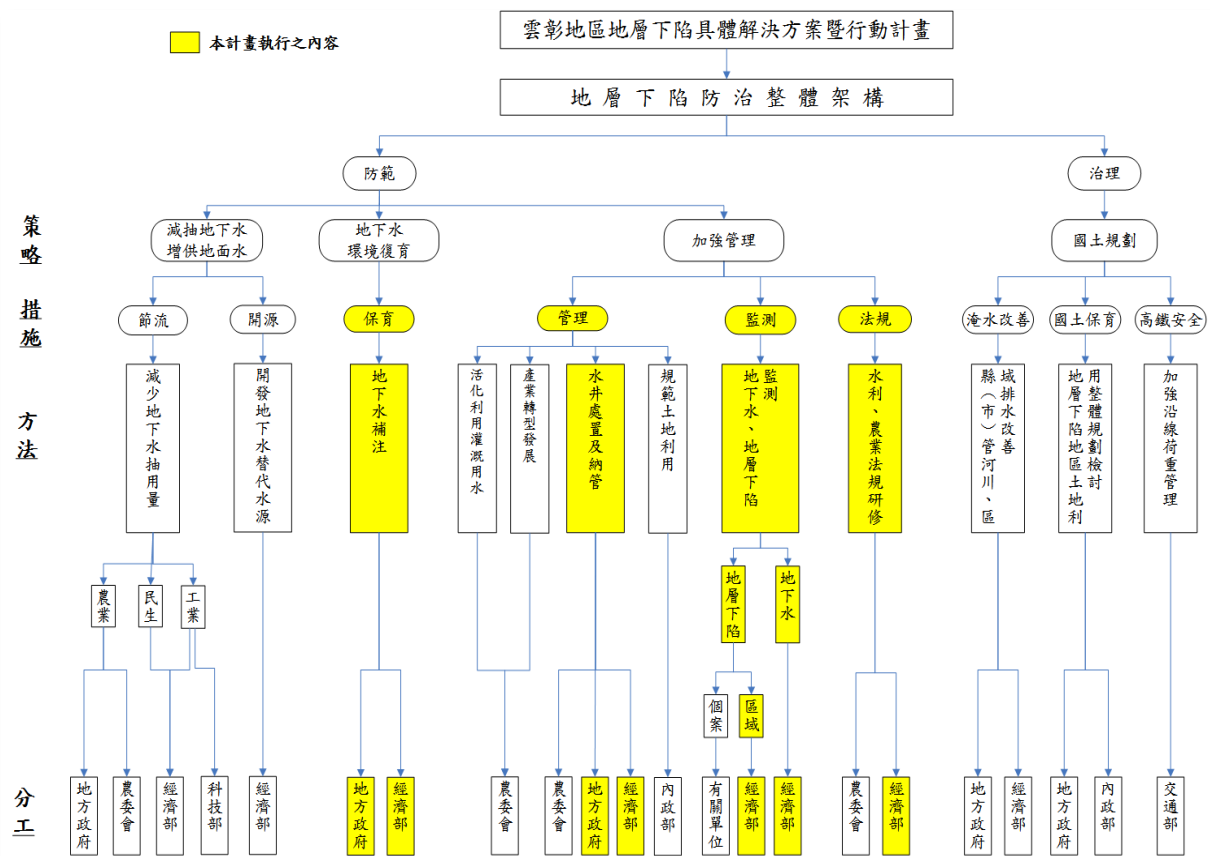 雲彰地區地層下陷具體解決方案暨行動計畫
本計畫執行之內容
地層下陷防治整體架構
防範
治理
策略
減抽地下水
增供地面水
地下水
環境復育
加強管理
國土規劃
措施
節流
開源
保育
管理
監測
法規
淹水改善
國土保育
高鐵安全
方法
減少地下水抽用量
開發地下水替代水源
地下水補注
活化利用灌溉用水
產業轉型發展
水井處置及納管
規範土地利用
監測
地下水、地層下陷
水利、農業法規研修
域排水改善
縣（市）管河川、區
用整體規劃檢討
地層下陷地區土地利
加強沿線荷重管理
農業
民生
工業
地層下陷
地下水
個案
區域
分工
地方政府
農委會
經濟部
科技部
經濟部
地方政府
經濟部
農委會
農委會
地方政府
經濟部
內政部
有關單位
經濟部
經濟部
農委會
經濟部
地方政府
經濟部
地方政府
內政部
交通部